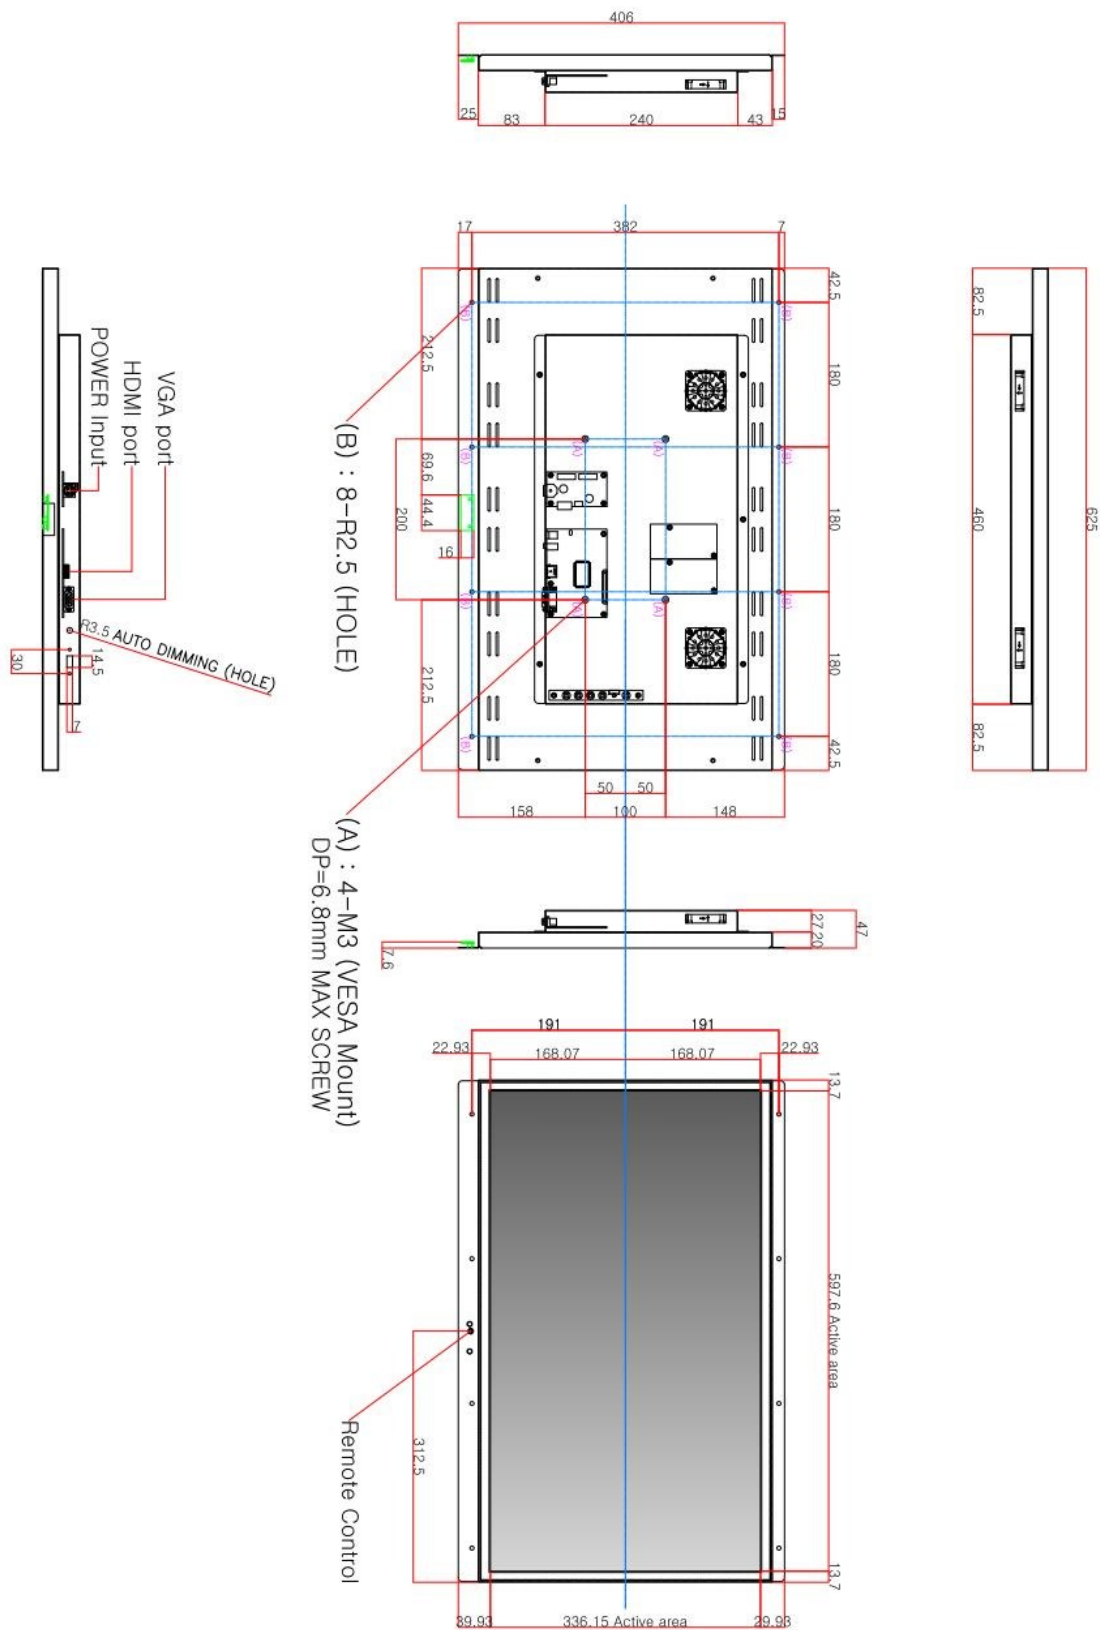 406
25
83
240
43
15
17
382
7
42.5
180
180
180
42.5
212.5
69.6
44.4
16
200
212.5
(B)
(B)
(B)
(B)
(B)
(B)
(B)
(B)
(A)
(A)
(A)
(A)
50
50
158
100
148
82.5
460
82.5
625
VGA port
HDMI port
POWER Input
R3.5 AUTO DIMMING (HOLE)
14.5
30
7
(B) : 8-R2.5 (HOLE)
(A) : 4-M3 (VESA Mount)
DP=6.8mm MAX SCREW
27.20
47
7.6
191
191
22.93
168.07
168.07
22.93
13.7
597.6 Active area
13.7
312.5
Remote Control
39.93
336.15 Active area
29.93